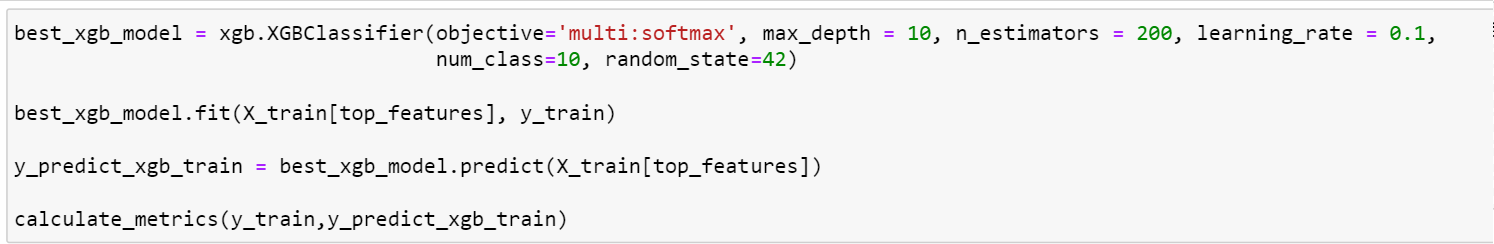 best_xgb_model = xgb.XGBClassifier(objective='multi:softmax', max_depth = 10, n_estimators = 200, learning_rate = 0.1,
num_class=10, random_state=42)
best_xgb_model.fit(X_train[top_features], y_train)
y_predict_xgb_train = best_xgb_model.predict(X_train[top_features])
calculate_metrics(y_train,y_predict_xgb_train)